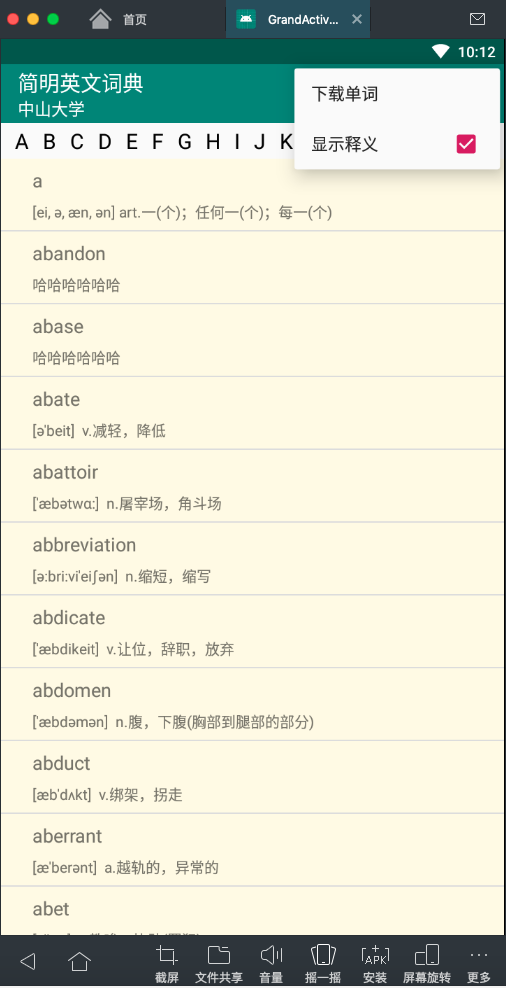 首页
GrandActiv...
10:12
简明英文词典
中山大学
下载单词
显示释义
A B C D E F G H I J K
a
[ei, ə, æn, ən] art.一(个)；任何一(个)；每一(个)
abandon
哈哈哈哈哈哈
abase
哈哈哈哈哈哈
abate
[ə'beit] v.减轻，降低
abattoir
['æbətwɑ:] n.屠宰场，角斗场
abbreviation
[ə:bri:vi'eiʃən] n.缩短，缩写
abdicate
['æbdikeit] v.让位，辞职，放弃
abdomen
['æbdəmən] n.腹，下腹(胸部到腿部的部分)
abduct
[æb'dʌkt] v.绑架，拐走
aberrant
[æ'berənt] a.越轨的，异常的
abet
截屏 文件共享 音量 摇一摇 APK 安装 屏幕旋转 更多